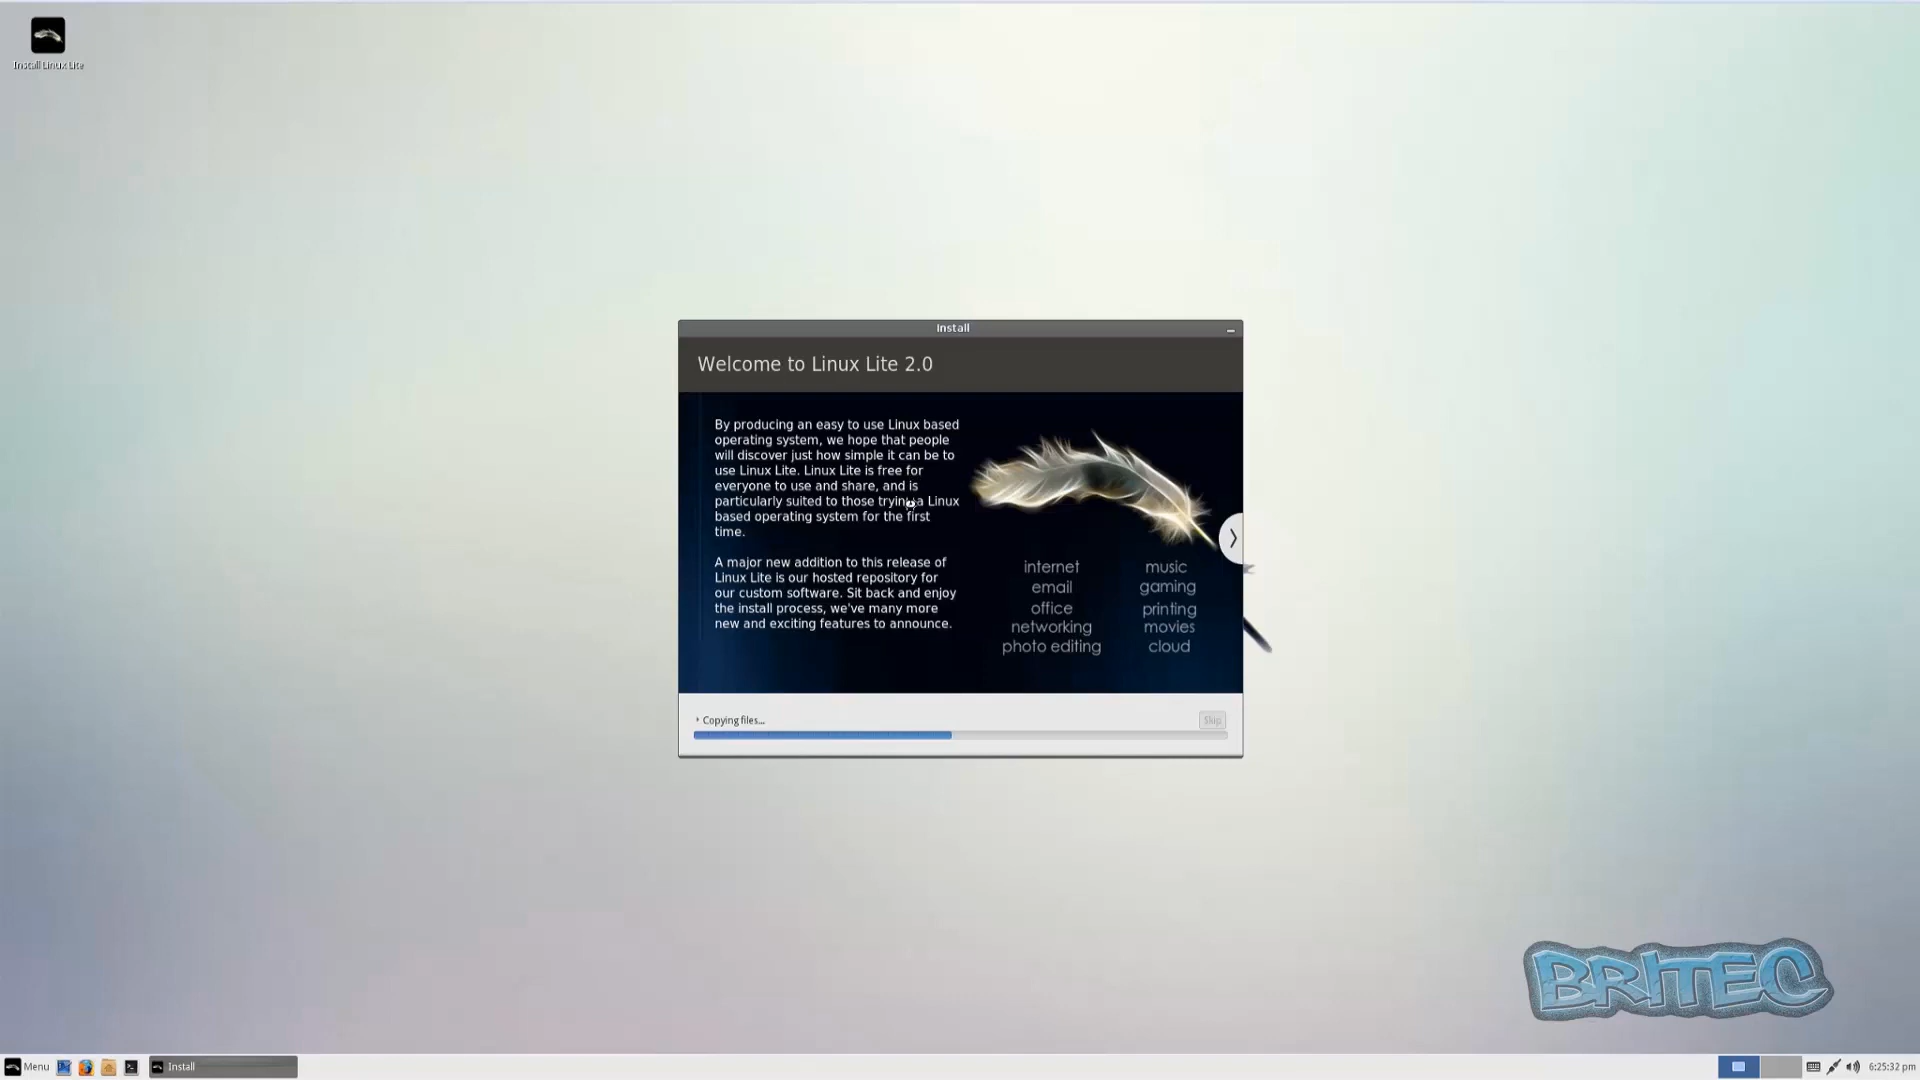 Install Linux Lite
Install
Welcome to Linux Lite 2.0
By producing an easy to use Linux based
operating system, we hope that people
will discover just how simple it can be to
use Linux Lite. Linux Lite is free for
everyone to use and share, and is
particularly suited to those trying a Linux
based operating system for the first
time.
A major new addition to this release of
Linux Lite is our hosted repository for
our custom software. Sit back and enjoy
the install process, we've many more
new and exciting features to announce.
internet
music
email
gaming
office
printing
networking
movies
photo editing
cloud
Copying files...
Skip
BRITEC
Menu
Install
6:25:32 pm